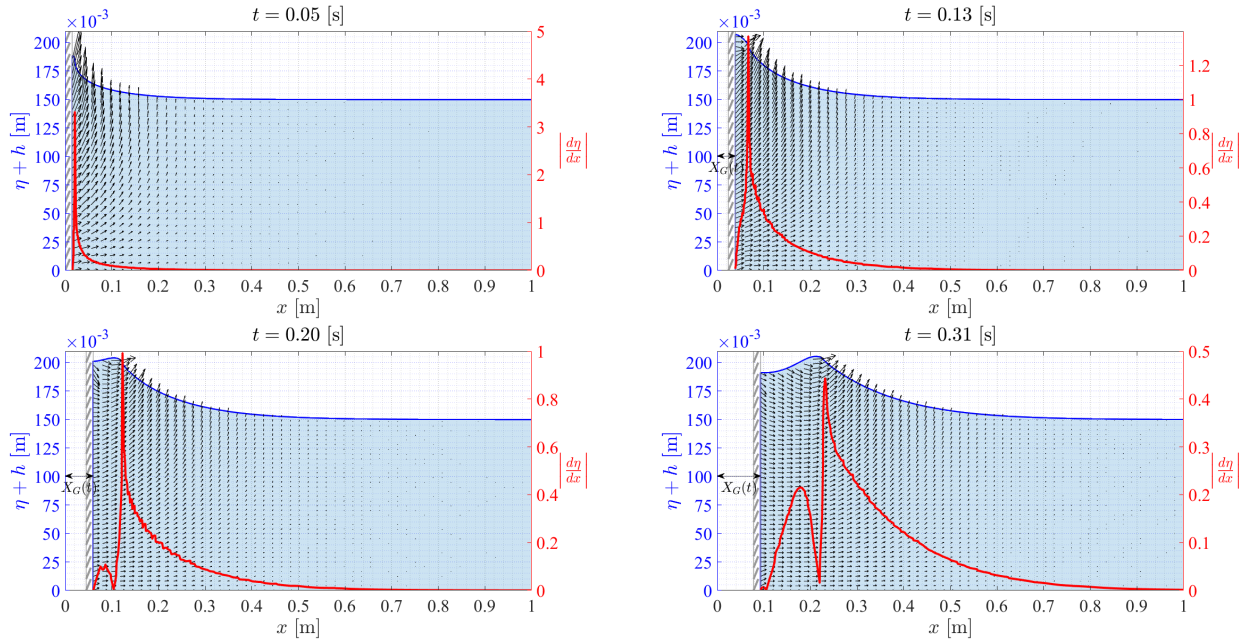 t = 0.05 [s]
×10⁻³
200
175
150
125
100
75
50
25
0
η + h [m]
5
4
3
2
1
0
|dη/dx|
0 0.1 0.2 0.3 0.4 0.5 0.6 0.7 0.8 0.9 1
x [m]
t = 0.13 [s]
×10⁻³
200
175
150
125
100
75
50
25
0
η + h [m]
X_G(t)
1.2
1
0.8
0.6
0.4
0.2
0
|dη/dx|
0 0.1 0.2 0.3 0.4 0.5 0.6 0.7 0.8 0.9 1
x [m]
t = 0.20 [s]
×10⁻³
200
175
150
125
100
75
50
25
0
η + h [m]
X_G(t)
1
0.8
0.6
0.4
0.2
0
|dη/dx|
0 0.1 0.2 0.3 0.4 0.5 0.6 0.7 0.8 0.9 1
x [m]
t = 0.31 [s]
×10⁻³
200
175
150
125
100
75
50
25
0
η + h [m]
X_G(t)
0.5
0.4
0.3
0.2
0.1
0
|dη/dx|
0 0.1 0.2 0.3 0.4 0.5 0.6 0.7 0.8 0.9 1
x [m]